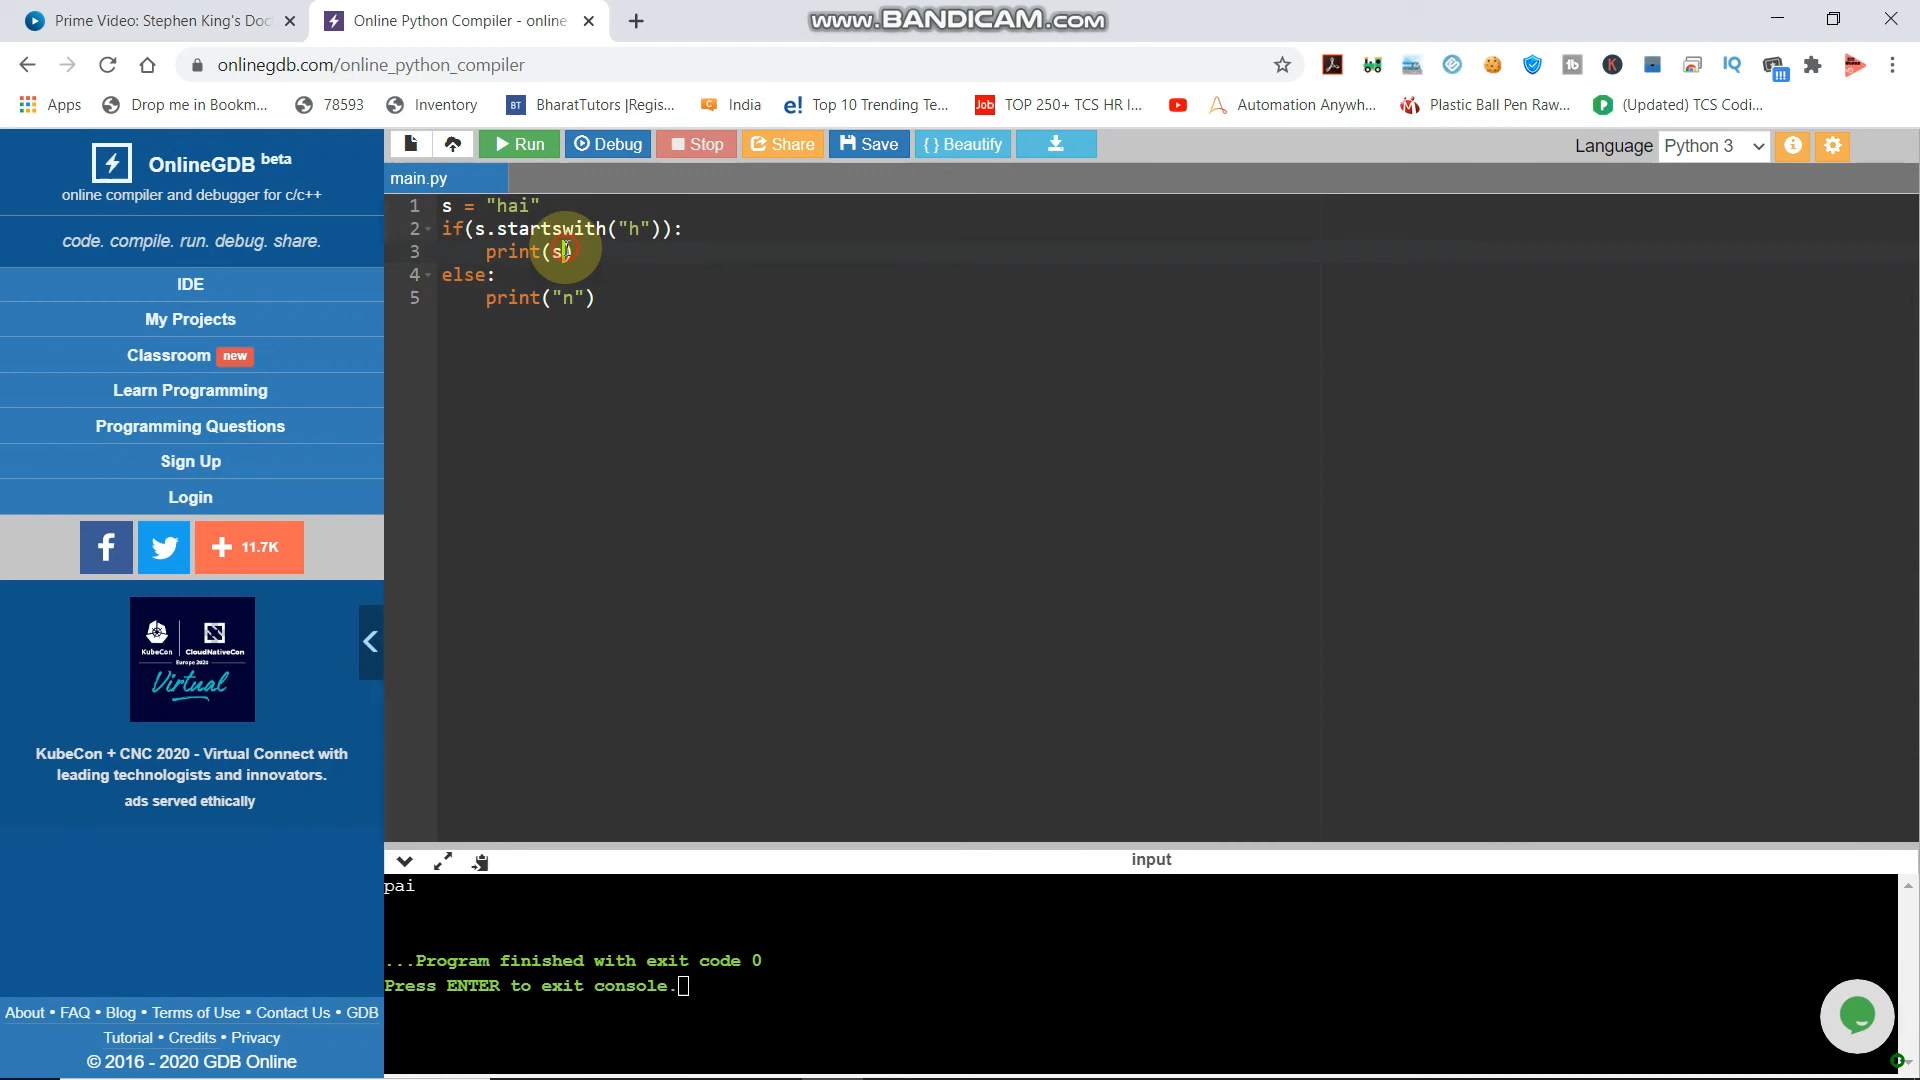 Prime Video: Stephen King's Doc
Online Python Compiler - online
www.BANDICAM.com
onlinegdb.com/online_python_compiler
Apps
Drop me in Bookm...
78593
Inventory
BT BharatTutors |Regis...
India
e! Top 10 Trending Te...
Job TOP 250+ TCS HR I...
Automation Anywh...
Plastic Ball Pen Raw...
(Updated) TCS Codi...
OnlineGDB beta
online compiler and debugger for c/c++
code. compile. run. debug. share.
IDE
My Projects
Classroom new
Learn Programming
Programming Questions
Sign Up
Login
+ 11.7K
KubeCon CloudNativeCon
Europe 2020
Virtual
KubeCon + CNC 2020 - Virtual Connect with
leading technologists and innovators.
ads served ethically
About • FAQ • Blog • Terms of Use • Contact Us • GDB
Tutorial • Credits • Privacy
© 2016 - 2020 GDB Online
Run Debug Stop Share Save { } Beautify
Language Python 3
main.py
1 s = "hai"
2 if(s.startswith("h")):
3 print(s)
4 else:
5 print("n")
input
pai
...Program finished with exit code 0
Press ENTER to exit console.